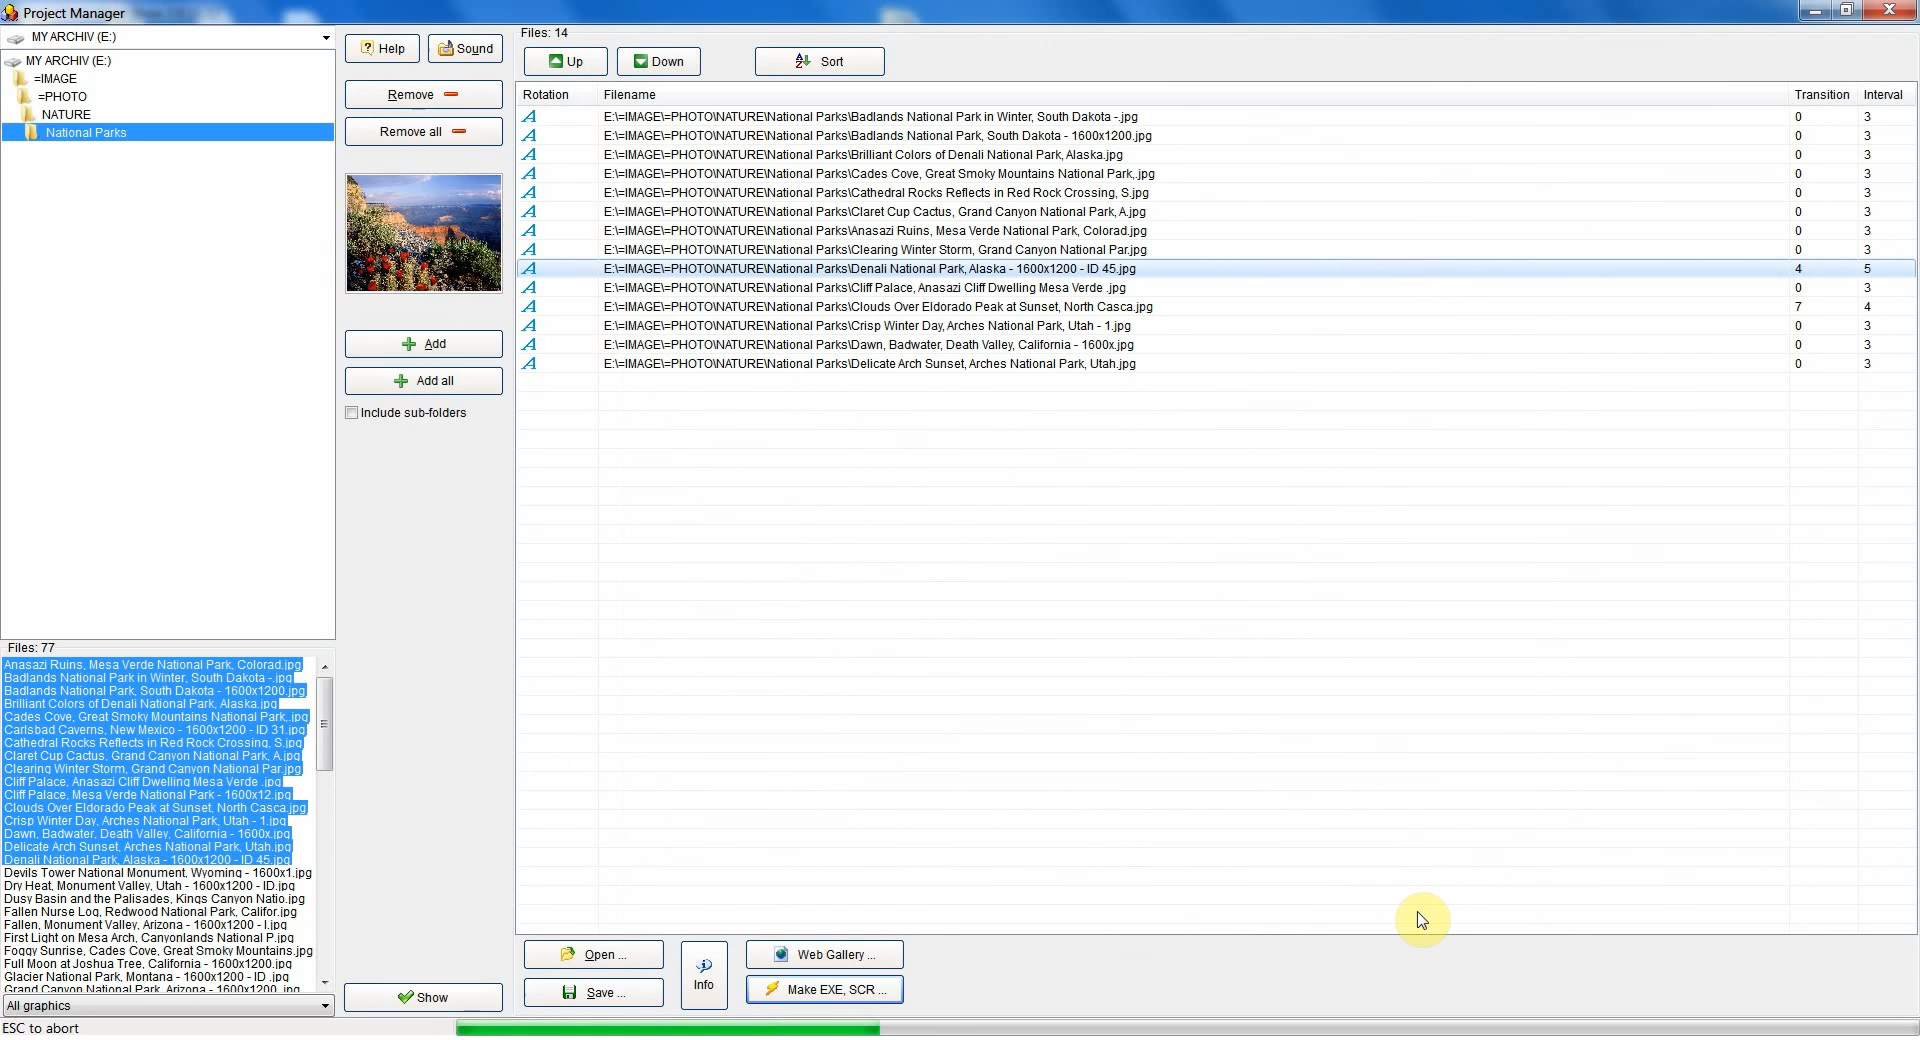 Project Manager
MY ARCHIV (E:)
MY ARCHIV (E:)
=IMAGE
=PHOTO
NATURE
National Parks
Help
Sound
Remove
Remove all
Add
Add all
Include sub-folders
Files: 14
Up
Down
Sort
Rotation Filename Transition Interval
A E:\=IMAGE\=PHOTO\NATURE\National Parks\Badlands National Park in Winter, South Dakota -.jpg 0 3
A E:\=IMAGE\=PHOTO\NATURE\National Parks\Badlands National Park, South Dakota - 1600x1200.jpg 0 3
A E:\=IMAGE\=PHOTO\NATURE\National Parks\Brilliant Colors of Denali National Park, Alaska.jpg 0 3
A E:\=IMAGE\=PHOTO\NATURE\National Parks\Cades Cove, Great Smoky Mountains National Park,.jpg 0 3
A E:\=IMAGE\=PHOTO\NATURE\National Parks\Cathedral Rocks Reflects in Red Rock Crossing, S.jpg 0 3
A E:\=IMAGE\=PHOTO\NATURE\National Parks\Claret Cup Cactus, Grand Canyon National Park, A.jpg 0 3
A E:\=IMAGE\=PHOTO\NATURE\National Parks\Anasazi Ruins, Mesa Verde National Park, Colorad.jpg 0 3
A E:\=IMAGE\=PHOTO\NATURE\National Parks\Clearing Winter Storm, Grand Canyon National Par.jpg 0 3
A E:\=IMAGE\=PHOTO\NATURE\National Parks\Denali National Park, Alaska - 1600x1200 - ID 45.jpg 4 5
A E:\=IMAGE\=PHOTO\NATURE\National Parks\Cliff Palace, Anasazi Cliff Dwelling Mesa Verde .jpg 0 3
A E:\=IMAGE\=PHOTO\NATURE\National Parks\Clouds Over Eldorado Peak at Sunset, North Casca.jpg 7 4
A E:\=IMAGE\=PHOTO\NATURE\National Parks\Crisp Winter Day, Arches National Park, Utah - 1.jpg 0 3
A E:\=IMAGE\=PHOTO\NATURE\National Parks\Dawn, Badwater, Death Valley, California - 1600x.jpg 0 3
A E:\=IMAGE\=PHOTO\NATURE\National Parks\Delicate Arch Sunset, Arches National Park, Utah.jpg 0 3
Files: 77
Anasazi Ruins, Mesa Verde National Park, Colorad.jpg
Badlands National Park in Winter, South Dakota -.jpg
Badlands National Park, South Dakota - 1600x1200.jpg
Brilliant Colors of Denali National Park, Alaska.jpg
Cades Cove, Great Smoky Mountains National Park,.jpg
Carlsbad Caverns, New Mexico - 1600x1200 - ID 31.jpg
Cathedral Rocks Reflects in Red Rock Crossing, S.jpg
Claret Cup Cactus, Grand Canyon National Park, A.jpg
Clearing Winter Storm, Grand Canyon National Par.jpg
Cliff Palace, Anasazi Cliff Dwelling Mesa Verde .jpg
Cliff Palace, Mesa Verde National Park - 1600x12.jpg
Clouds Over Eldorado Peak at Sunset, North Casca.jpg
Crisp Winter Day, Arches National Park, Utah - 1.jpg
Dawn, Badwater, Death Valley, California - 1600x.jpg
Delicate Arch Sunset, Arches National Park, Utah.jpg
Denali National Park, Alaska - 1600x1200 - ID 45.jpg
Devils Tower National Monument, Wyoming - 1600x1.jpg
Dry Heat, Monument Valley, Utah - 1600x1200 - ID.jpg
Dusy Basin and the Palisades, Kings Canyon Natio.jpg
Fallen Nurse Log, Redwood National Park, Califor.jpg
Fallen, Monument Valley, Arizona - 1600x1200 - I.jpg
First Light on Mesa Arch, Canyonlands National P.jpg
Foggy Sunrise, Cades Cove, Great Smoky Mountains.jpg
Full Moon at Joshua Tree, California - 1600x1200.jpg
Glacier National Park, Montana - 1600x1200 - ID .jpg
Grand Canyon National Park, Arizona - 1600x1200, .jpg
All graphics
Show
Open ...
Save ...
Info
Web Gallery ...
Make EXE, SCR ...
ESC to abort